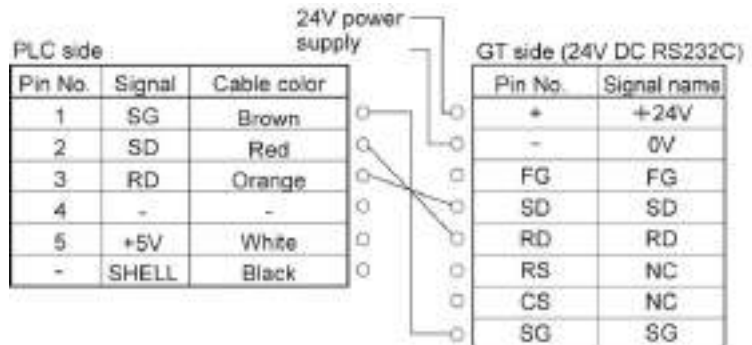 24V power
supply
PLC side
GT side (24V DC RS232C)
Pin No. Signal Cable color
1 SG Brown
2 SD Red
3 RD Orange
4 - -
5 +5V White
- SHELL Black
Pin No. Signal name
+ +24V
- 0V
FG FG
SD SD
RD RD
RS NC
CS NC
SG SG